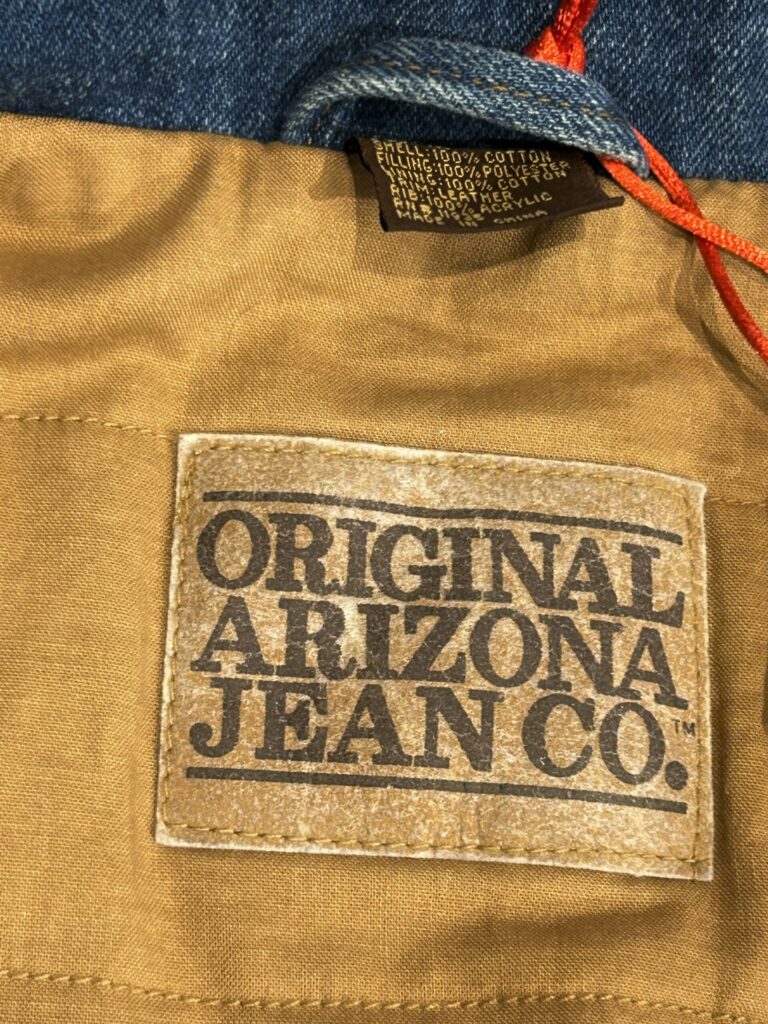 SHELL: 100% COTTON
FILLING: 100% POLYESTER
LINING: 100% COTTON
TRIM: LEATHER
RIB: 100% ACRYLIC
MADE IN CHINA
ORIGINAL
ARIZONA
JEAN CO.™